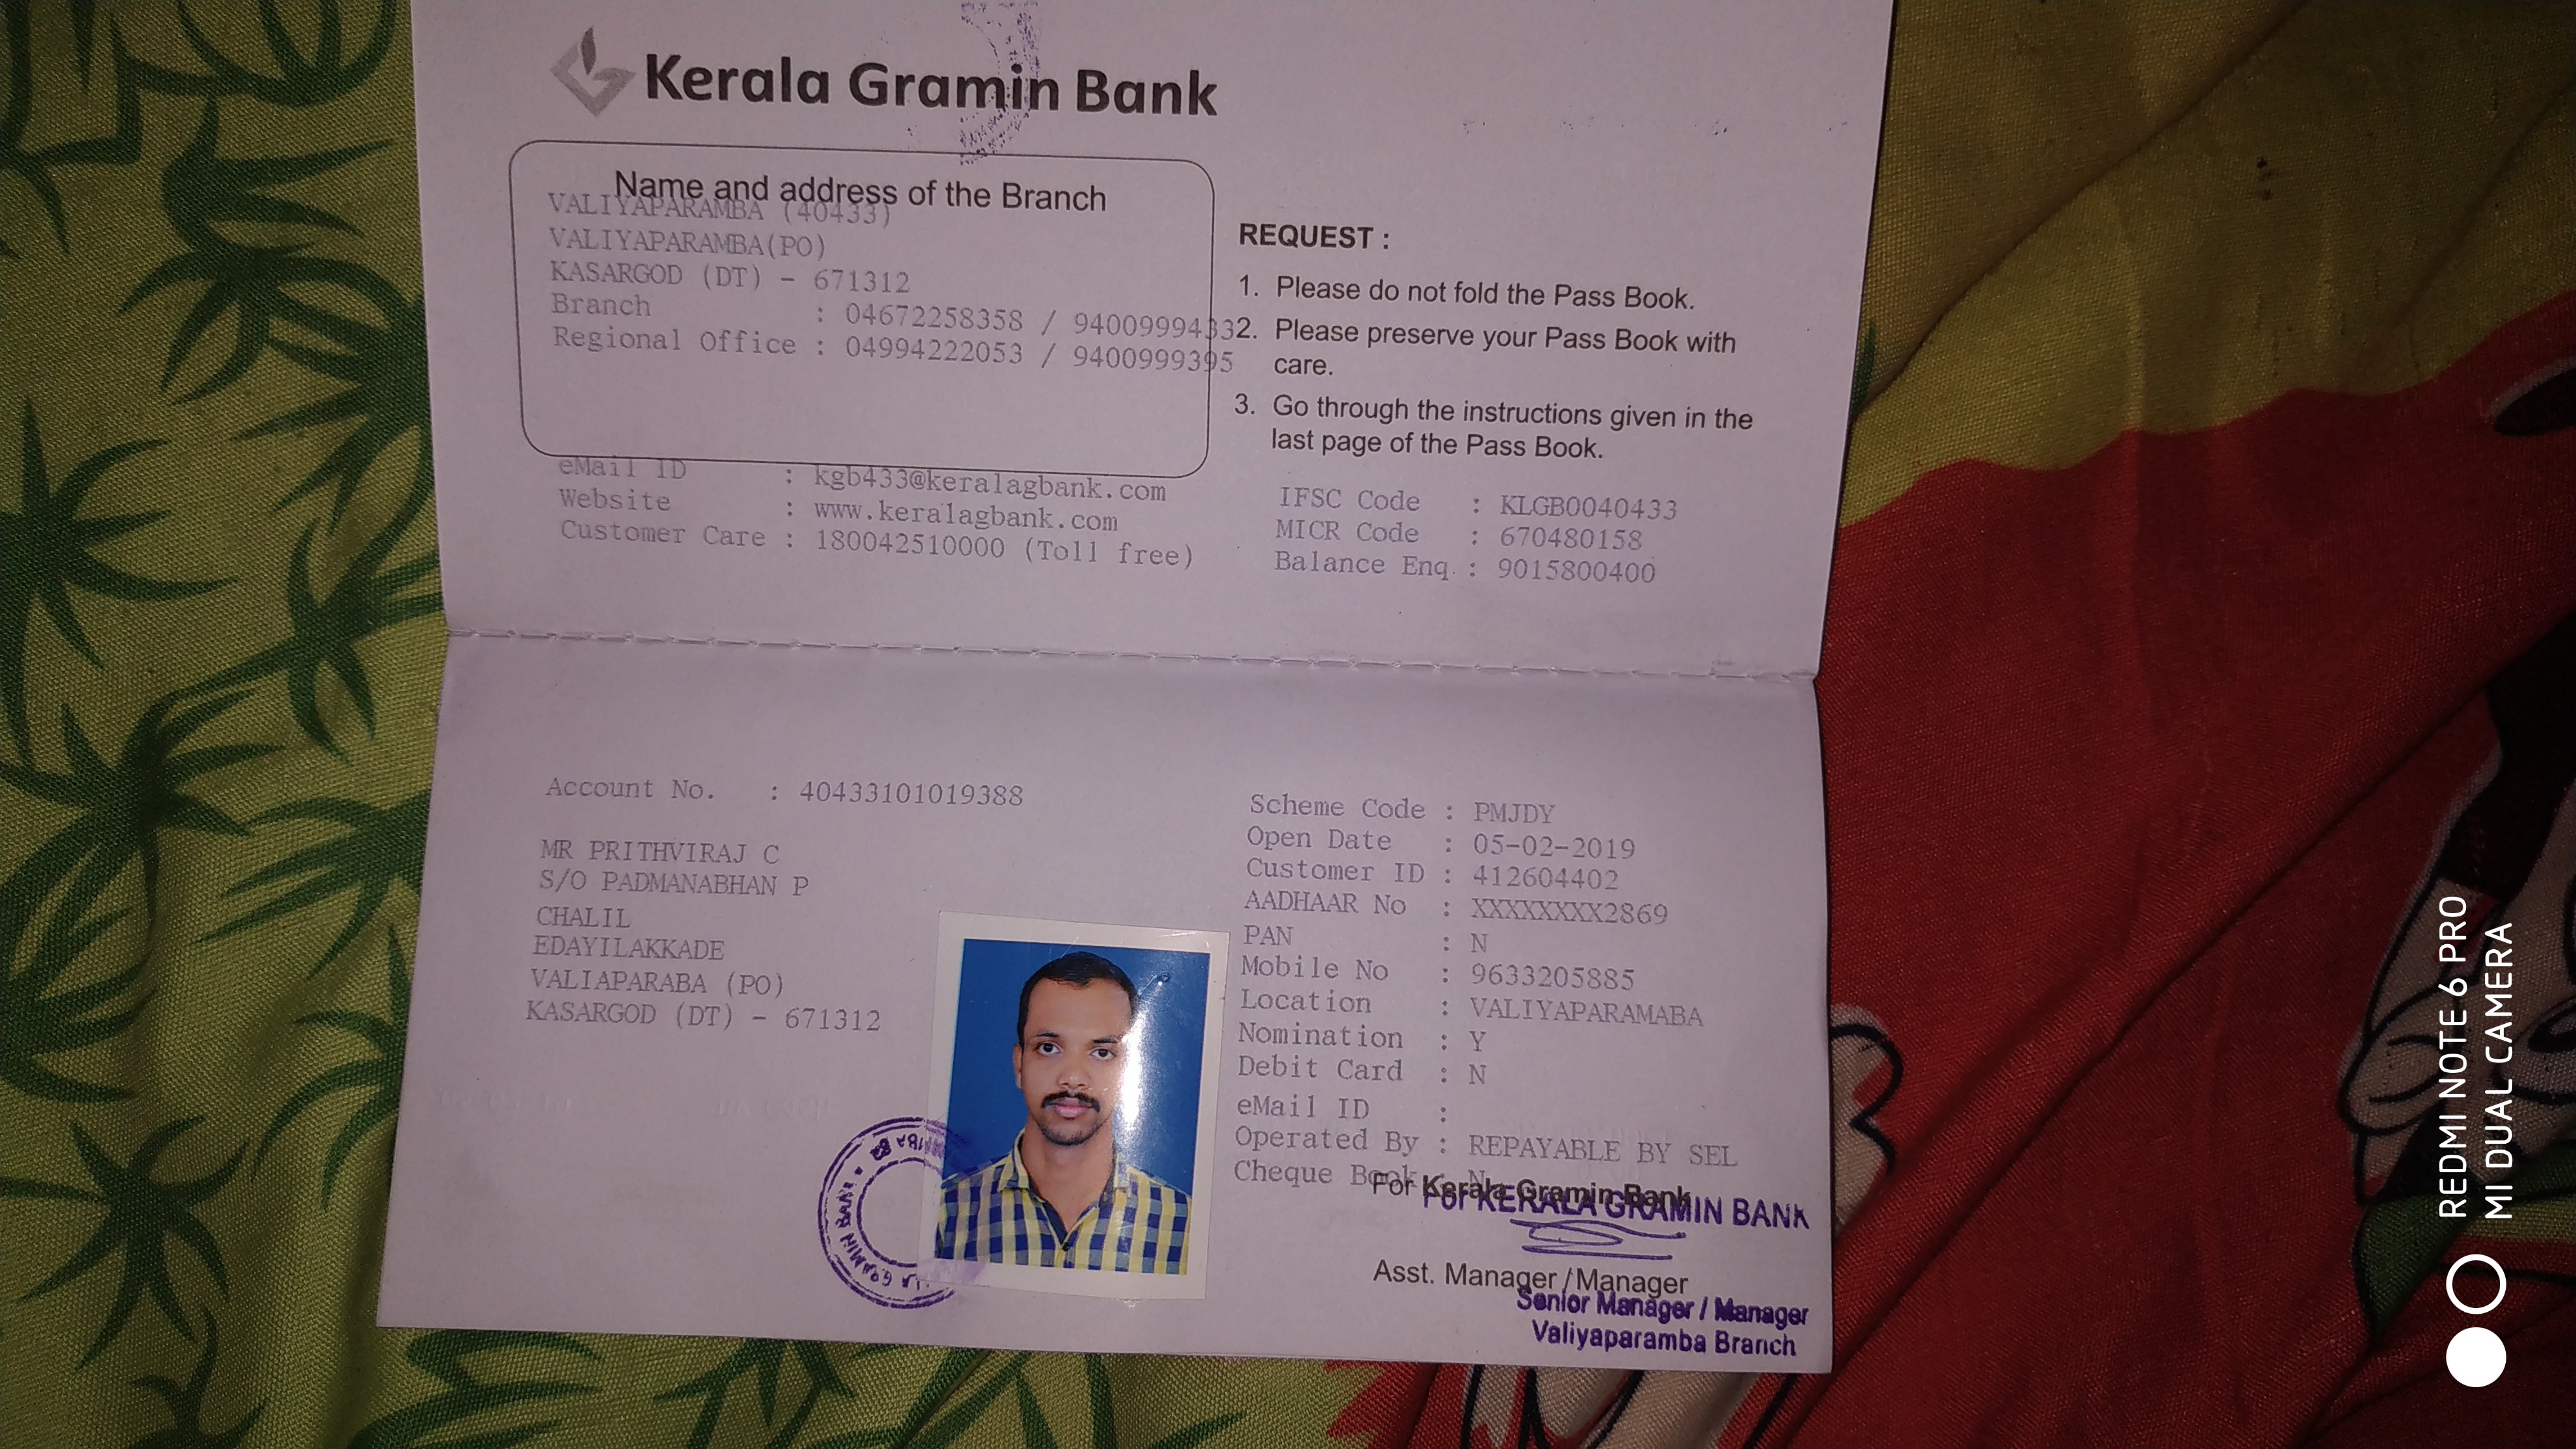 Kerala Gramin Bank
Name and address of the Branch
VALIYAPARAMBA (40433)
VALIYAPARAMBA(PO)
KASARGOD (DT) - 671312
Branch : 04672258358 / 9400999433
Regional Office : 04994222053 / 9400999395
eMail ID : kgb433@keralagbank.com
Website : www.keralagbank.com
Customer Care : 180042510000 (Toll free)
REQUEST :
1. Please do not fold the Pass Book.
2. Please preserve your Pass Book with
care.
3. Go through the instructions given in the
last page of the Pass Book.
IFSC Code : KLGB0040433
MICR Code : 670480158
Balance Enq. : 9015800400
Account No. : 40433101019388
MR PRITHVIRAJ C
S/O PADMANABHAN P
CHALIL
EDAYILAKKADE
VALIAPARABA (PO)
KASARGOD (DT) - 671312
Scheme Code : PMJDY
Open Date : 05-02-2019
Customer ID : 412604402
AADHAAR No : XXXXXXXX2869
PAN : N
Mobile No : 9633205885
Location : VALIYAPARAMABA
Nomination : Y
Debit Card : N
eMail ID :
Operated By : REPAYABLE BY SEL
Cheque Book : N
For Kerala Gramin Bank
For KERALA GRAMIN BANK
Asst. Manager / Manager
Senior Manager / Manager
Valiyaparamba Branch
GRAMIN BANK
REDMI NOTE 6 PRO
MI DUAL CAMERA